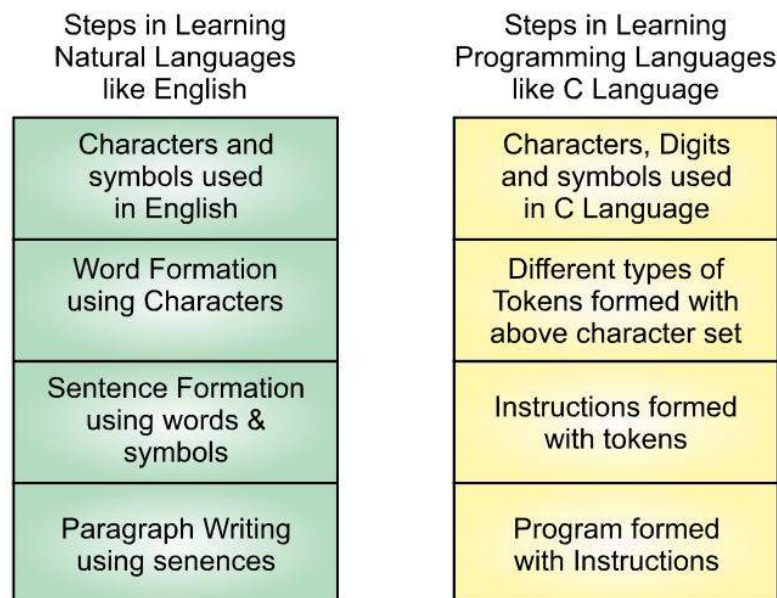 Steps in Learning
Natural Languages
like English
Characters and
symbols used
in English
Word Formation
using Characters
Sentence Formation
using words &
symbols
Paragraph Writing
using senences
Steps in Learning
Programming Languages
like C Language
Characters, Digits
and symbols used
in C Language
Different types of
Tokens formed with
above character set
Instructions formed
with tokens
Program formed
with Instructions